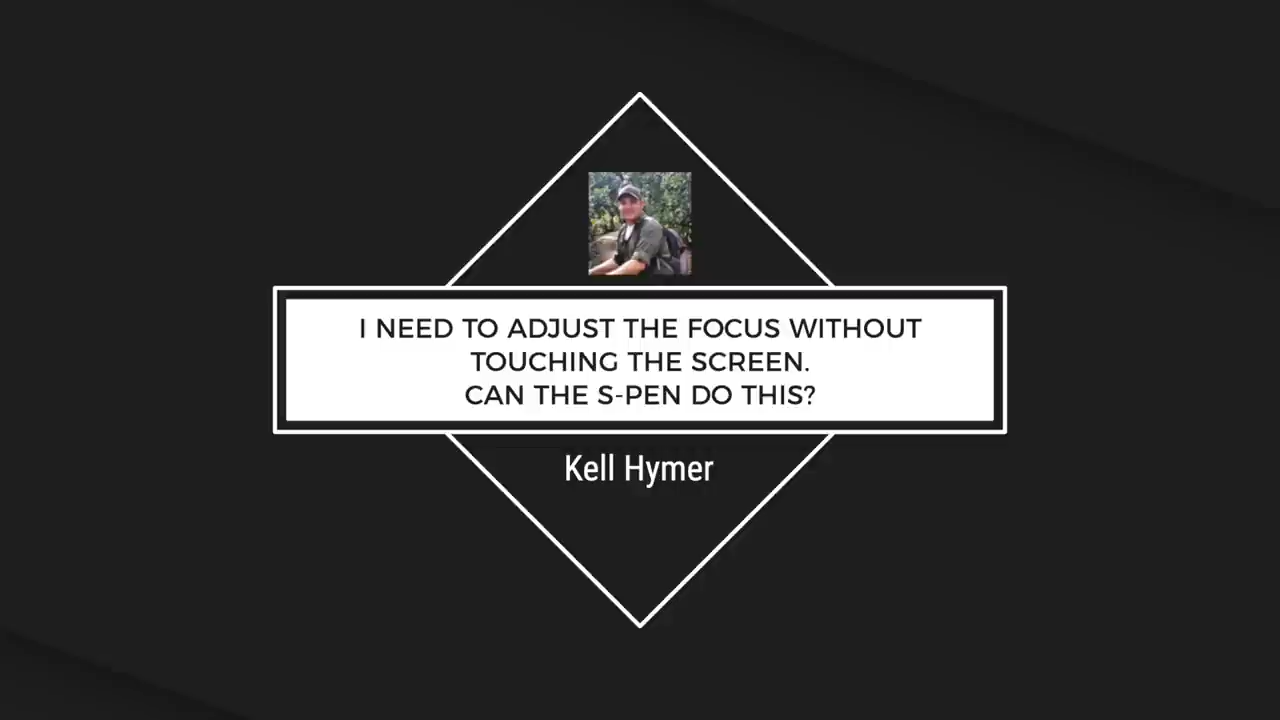 I NEED TO ADJUST THE FOCUS WITHOUT
TOUCHING THE SCREEN.
CAN THE S-PEN DO THIS?
Kell Hymer